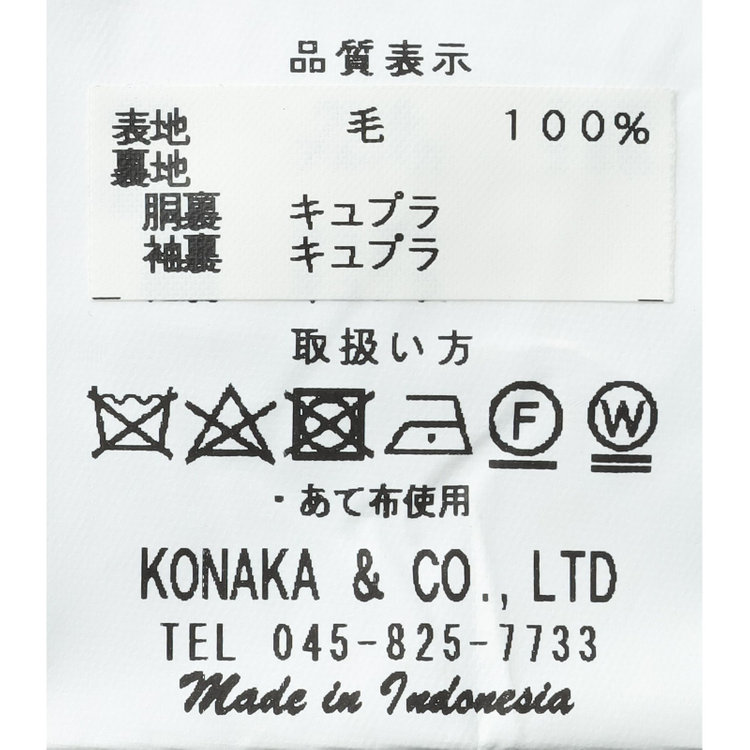 品質表示
表地 毛 100%
裏地
胴裏 キュプラ
袖裏 キュプラ
取扱い方
F W
・あて布使用
KONAKA & CO., LTD
TEL 045-825-7733
Made in Indonesia